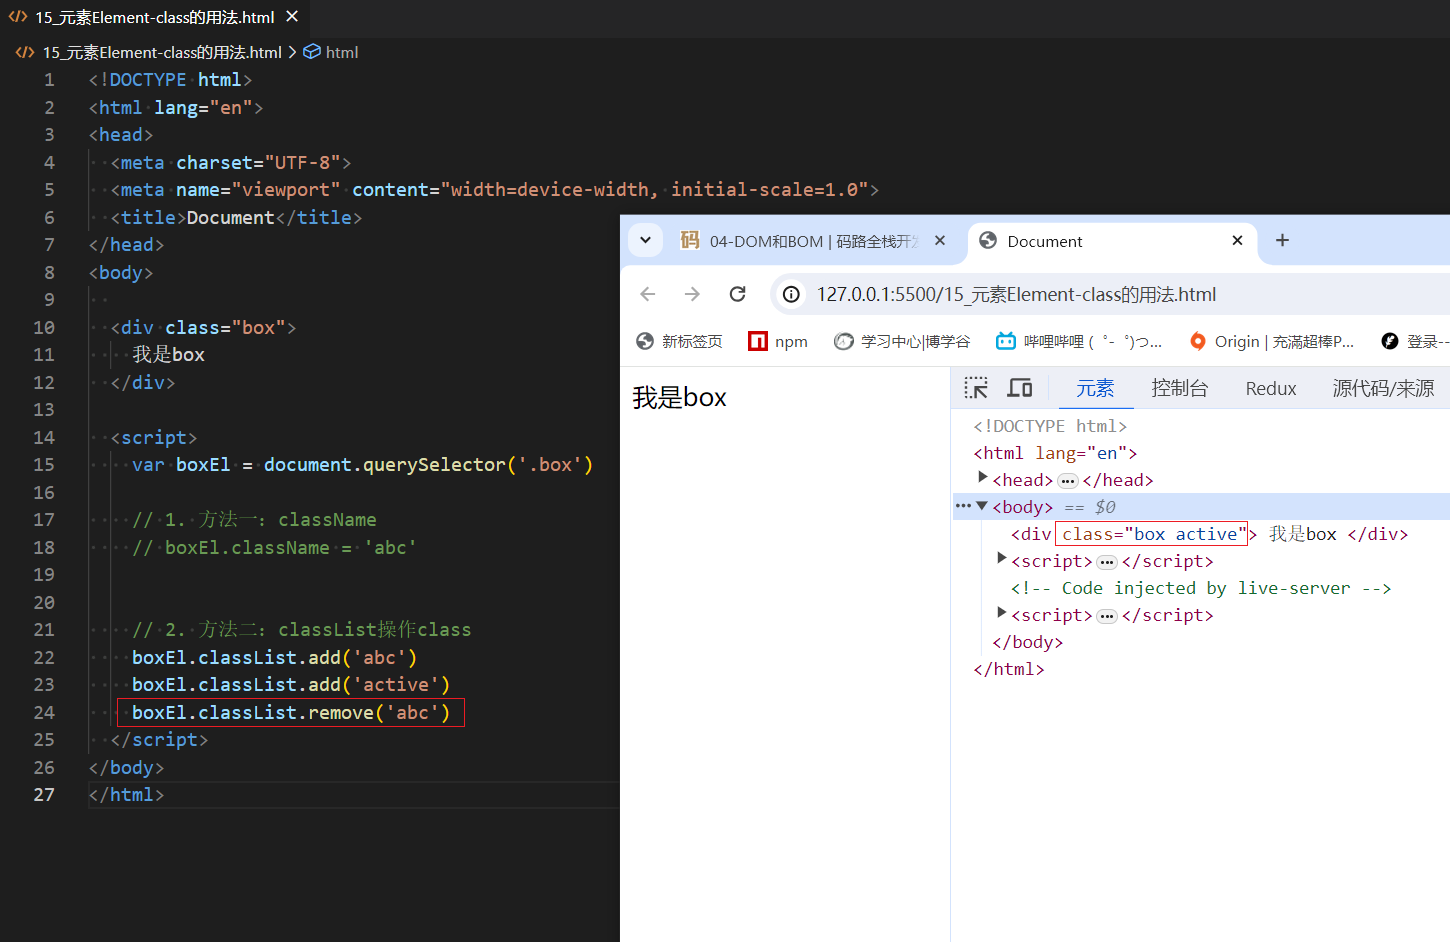 15_元素Element-class的用法.html
15_元素Element-class的用法.html > html
1 <!DOCTYPE html>
2 <html lang="en">
3 <head>
4 <meta charset="UTF-8">
5 <meta name="viewport" content="width=device-width, initial-scale=1.0">
6 <title>Document</title>
7 </head>
8 <body>
9
10 <div class="box">
11 我是box
12 </div>
13
14 <script>
15 var boxEl = document.querySelector('.box')
16
17 // 1. 方法一: className
18 // boxEl.className = 'abc'
19
20
21 // 2. 方法二: classList操作class
22 boxEl.classList.add('abc')
23 boxEl.classList.add('active')
24 boxEl.classList.remove('abc')
25 </script>
26 </body>
27 </html>
码 04-DOM和BOM | 码路全栈开 Document
127.0.0.1:5500/15_元素Element-class的用法.html
新标签页 npm 学习中心|博学谷 哔哩哔哩 ( ゜- ゜)つ... Origin | 充滿超棒P... 登录--
我是box
元素 控制台 Redux 源代码/来源
<!DOCTYPE html>
<html lang="en">
<head>…</head>
<body> == $0
<div class="box active"> 我是box </div>
<script>…</script>
<!-- Code injected by live-server -->
<script>…</script>
</body>
</html>